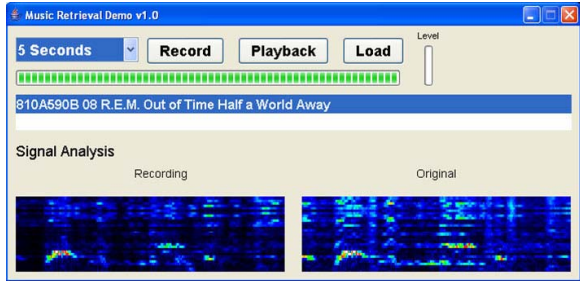 Music Retrieval Demo v1.0
Level
5 Seconds Record Playback Load
810A590B 08 R.E.M. Out of Time Half a World Away
Signal Analysis
Recording Original